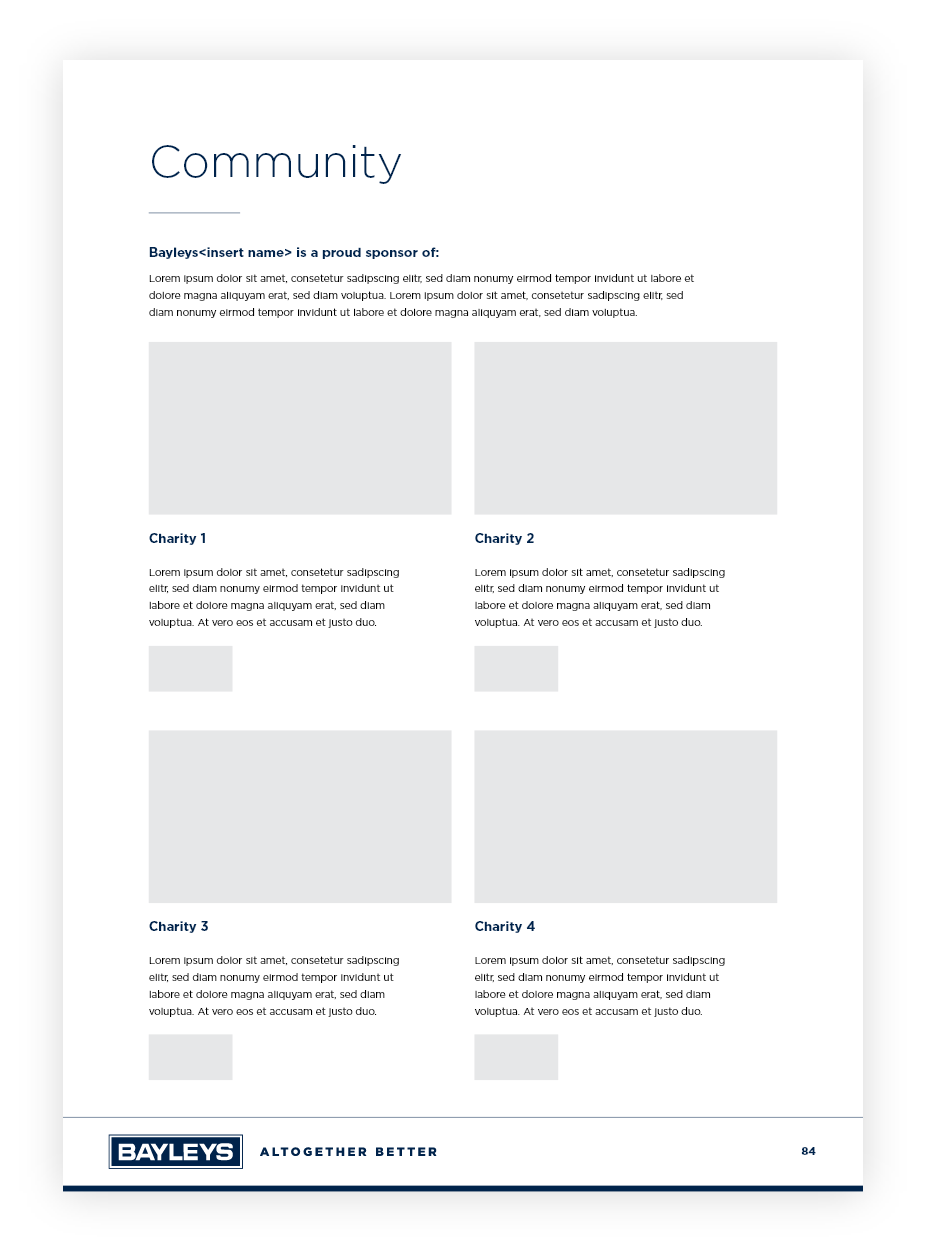 Community
Bayleys<insert name> is a proud sponsor of:
Lorem ipsum dolor sit amet, consetetur sadipscing elitr, sed diam nonumy eirmod tempor invidunt ut labore et
dolore magna aliquyam erat, sed diam voluptua. Lorem ipsum dolor sit amet, consetetur sadipscing elitr, sed
diam nonumy eirmod tempor invidunt ut labore et dolore magna aliquyam erat, sed diam voluptua.
Charity 1
Lorem ipsum dolor sit amet, consetetur sadipscing
elitr, sed diam nonumy eirmod tempor invidunt ut
labore et dolore magna aliquyam erat, sed diam
voluptua. At vero eos et accusam et justo duo.
Charity 2
Lorem ipsum dolor sit amet, consetetur sadipscing
elitr, sed diam nonumy eirmod tempor invidunt ut
labore et dolore magna aliquyam erat, sed diam
voluptua. At vero eos et accusam et justo duo.
Charity 3
Lorem ipsum dolor sit amet, consetetur sadipscing
elitr, sed diam nonumy eirmod tempor invidunt ut
labore et dolore magna aliquyam erat, sed diam
voluptua. At vero eos et accusam et justo duo.
Charity 4
Lorem ipsum dolor sit amet, consetetur sadipscing
elitr, sed diam nonumy eirmod tempor invidunt ut
labore et dolore magna aliquyam erat, sed diam
voluptua. At vero eos et accusam et justo duo.
BAYLEYS ALTOGETHER BETTER 84